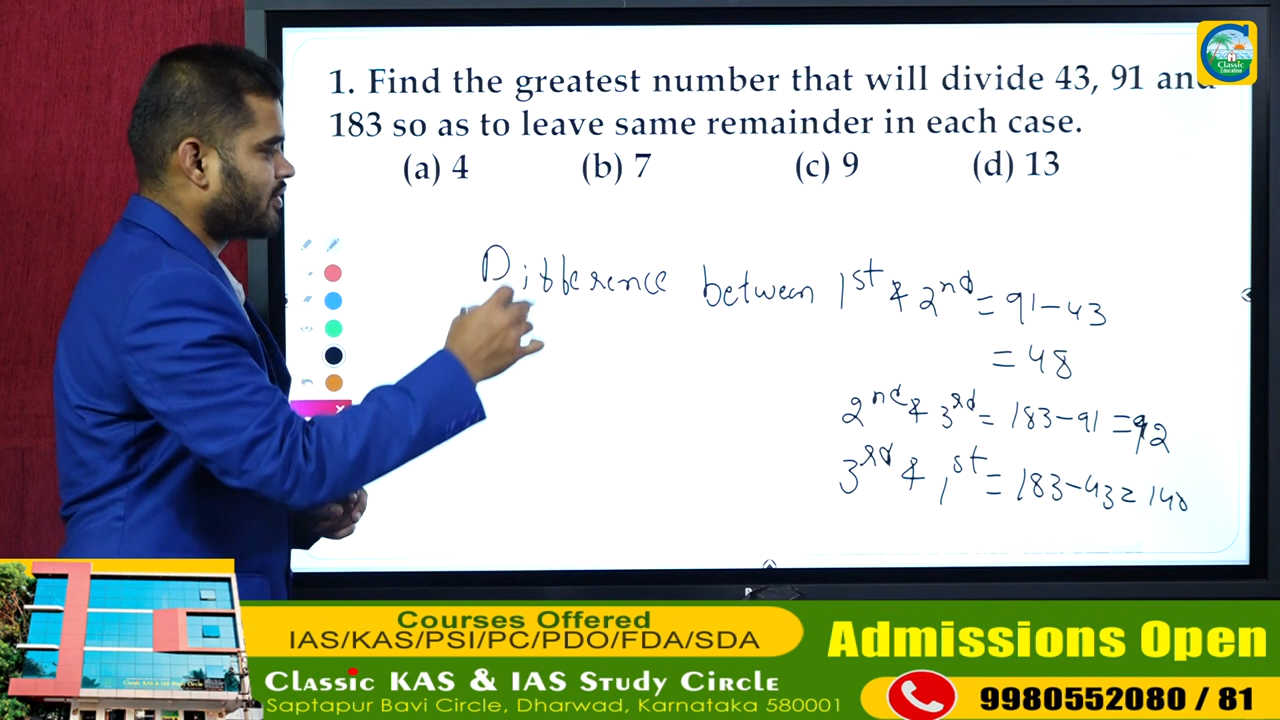 Classic
Education
1. Find the greatest number that will divide 43, 91 and
183 so as to leave same remainder in each case.
(a) 4 (b) 7 (c) 9 (d) 13
Difference between 1st & 2nd = 91-43
= 48
2nd & 3rd = 183-91 = 92
3rd & 1st = 183-43 = 140
Courses Offered
IAS/KAS/PSI/PC/PDO/FDA/SDA
Admissions Open
Classic KAS & IAS Study Circle
Saptapur Bavi Circle, Dharwad, Karnataka 580001
9980552080 / 81